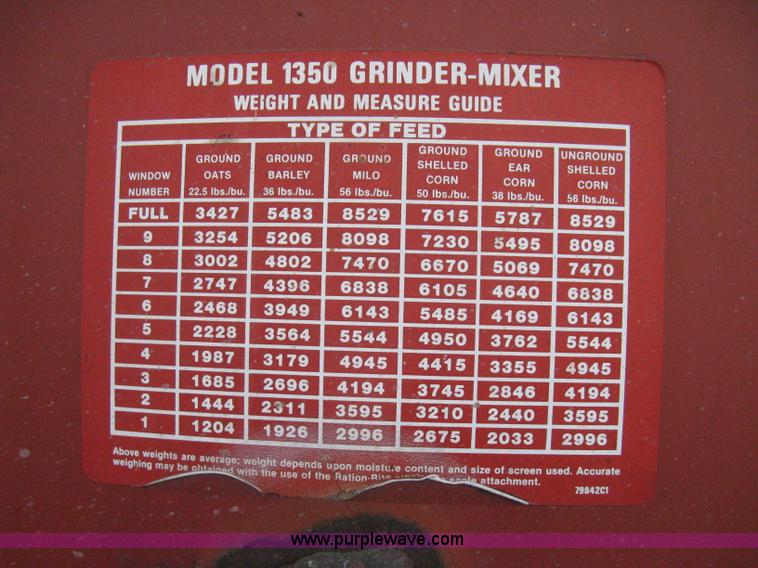 MODEL 1350 GRINDER-MIXER
WEIGHT AND MEASURE GUIDE
TYPE OF FEED
WINDOW NUMBER GROUND OATS 22.5 lbs./bu. GROUND BARLEY 36 lbs./bu. GROUND MILO 56 lbs./bu. GROUND SHELLED CORN 50 lbs./bu. GROUND EAR CORN 38 lbs./bu. UNGROUND SHELLED CORN 56 lbs./bu.
FULL 3427 5483 8529 7615 5787 8529
9 3254 5206 8098 7230 5495 8098
8 3002 4802 7470 6670 5069 7470
7 2747 4396 6838 6105 4640 6838
6 2468 3949 6143 5485 4169 6143
5 2228 3564 5544 4950 3762 5544
4 1987 3179 4945 4415 3355 4945
3 1685 2696 4194 3745 2846 4194
2 1444 2311 3595 3210 2440 3595
1 1204 1926 2996 2675 2033 2996
Above weights are average; weight depends upon moisture content and size of screen used. Accurate
weighing may be obtained with the use of the Ration-Rite scale attachment.
79842C1
www.purplewave.com